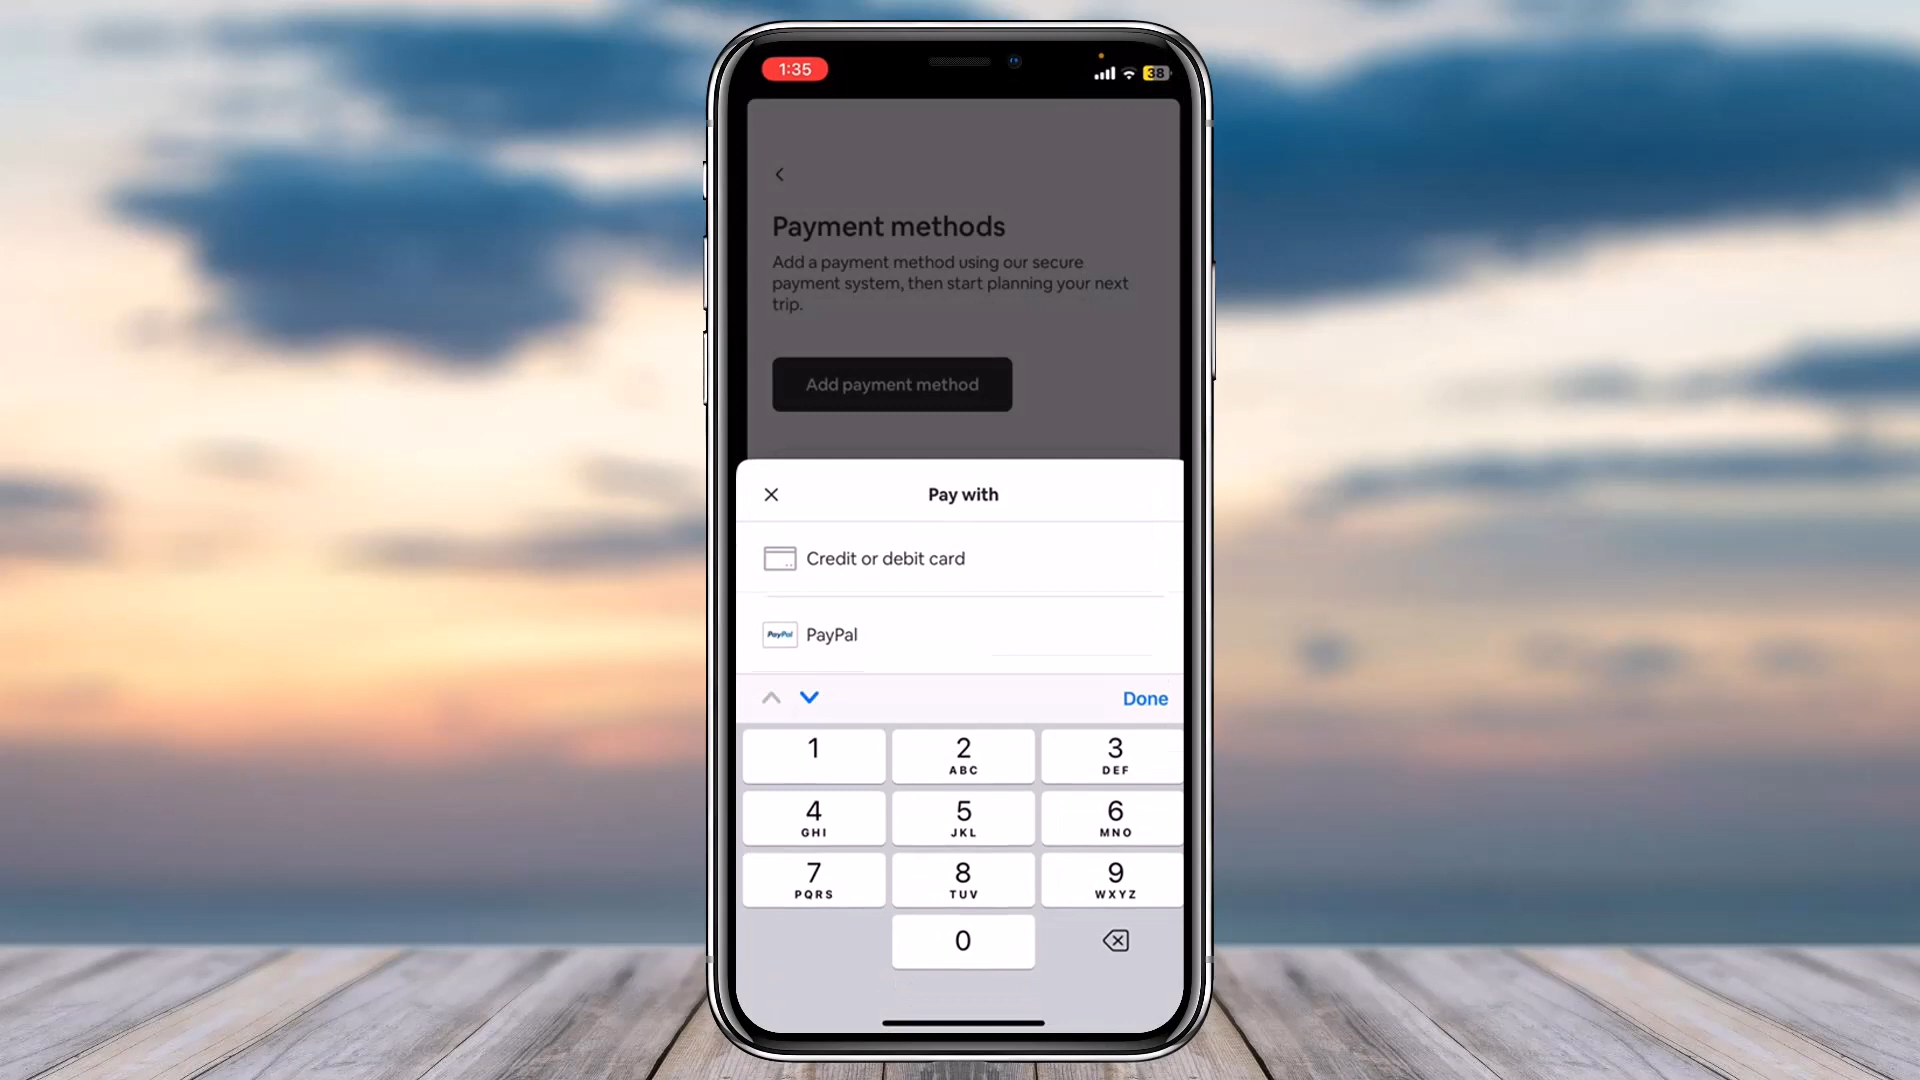 1:35
38
Payment methods
Add a payment method using our secure
payment system, then start planning your next
trip.
Add payment method
Pay with
Credit or debit card
PayPal PayPal
Done
1 2 3
ABC DEF
4 5 6
GHI JKL MNO
7 8 9
PQRS TUV WXYZ
0